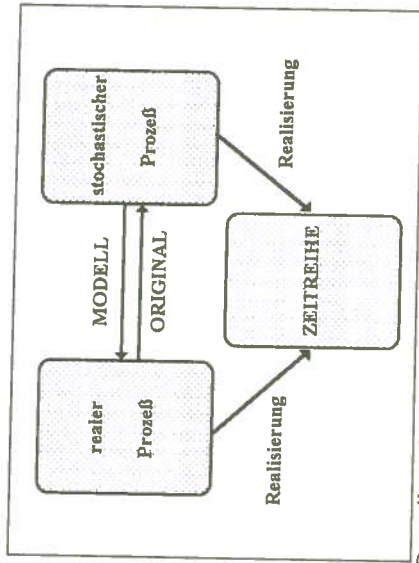 realer
Prozeß
MODELL
ORIGINAL
stochastischer
Prozeß
Realisierung
Realisierung
ZEITREIHE